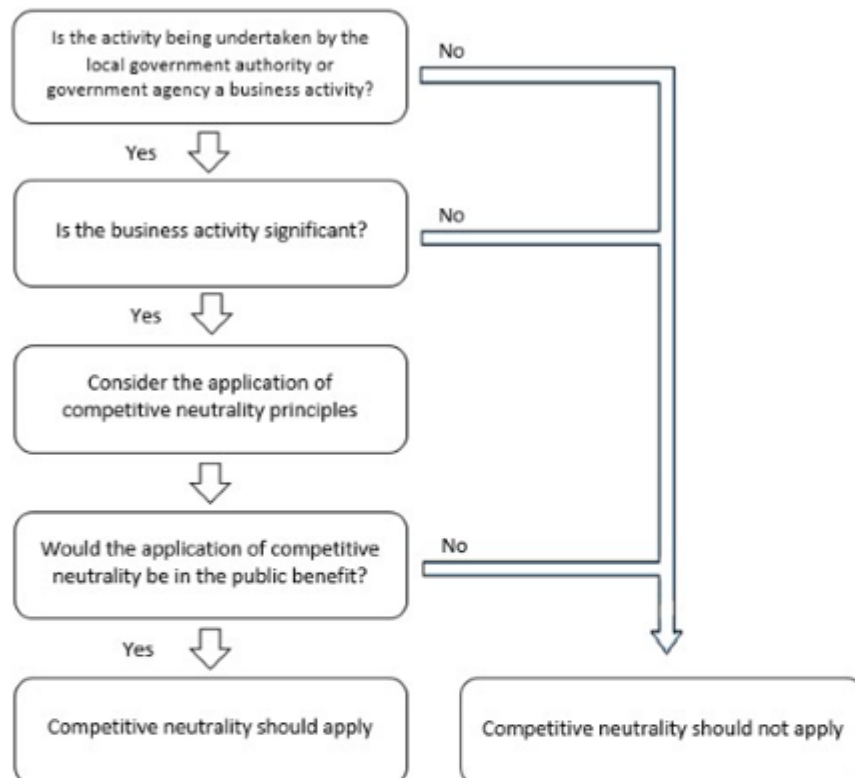 Is the activity being undertaken by the
local government authority or
government agency a business activity?
No
Yes
Is the business activity significant?
No
Yes
Consider the application of
competitive neutrality principles
Would the application of competitive
neutrality be in the public benefit?
No
Yes
Competitive neutrality should apply
Competitive neutrality should not apply